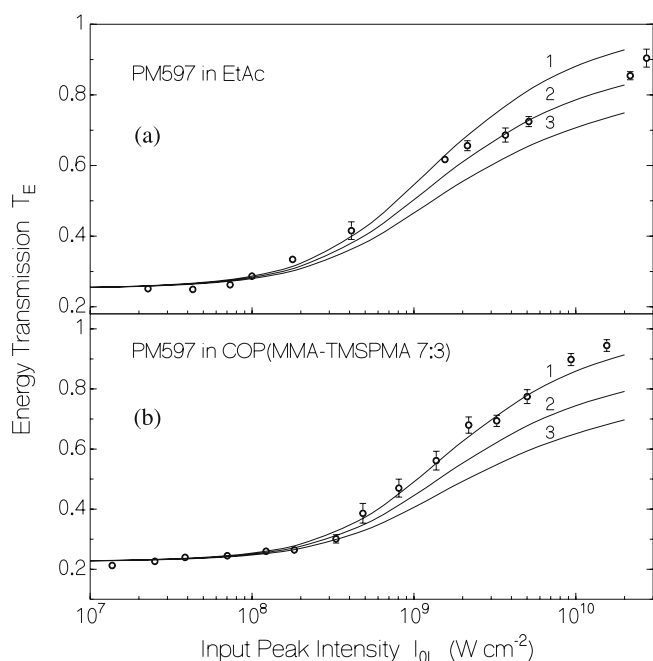 1
PM597 in EtAc
1
0.8
2
(a)
3
0.6
0.4
0.2
Energy Transmission T_E
1
PM597 in COP(MMA-TMSPMA 7:3)
1
0.8
(b)
2
3
0.6
0.4
0.2
10^7 10^8 10^9 10^10
Input Peak Intensity I_0L (W cm^-2)